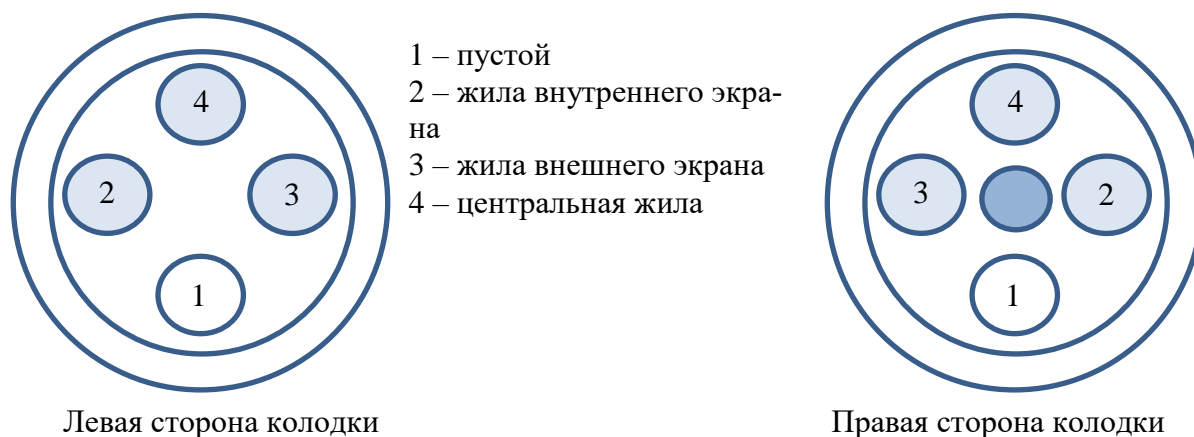 4
2
3
1
1 – пустой
2 – жила внутреннего экра-
на
3 – жила внешнего экрана
4 – центральная жила
4
3
2
1
Левая сторона колодки
Правая сторона колодки